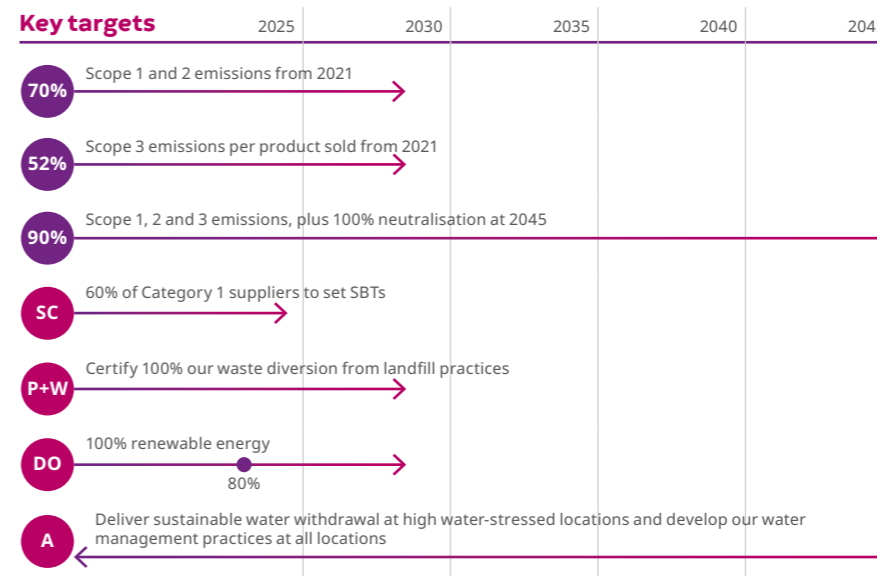 Key targets 2025 2030 2035 2040
Scope 1 and 2 emissions from 2021
70%
Scope 3 emissions per product sold from 2021
52%
Scope 1, 2 and 3 emissions, plus 100% neutralisation at 2045
90%
60% of Category 1 suppliers to set SBTs
SC
Certify 100% our waste diversion from landfill practices
P+W
100% renewable energy
DO
80%
Deliver sustainable water withdrawal at high water-stressed locations and develop our water
management practices at all locations
A